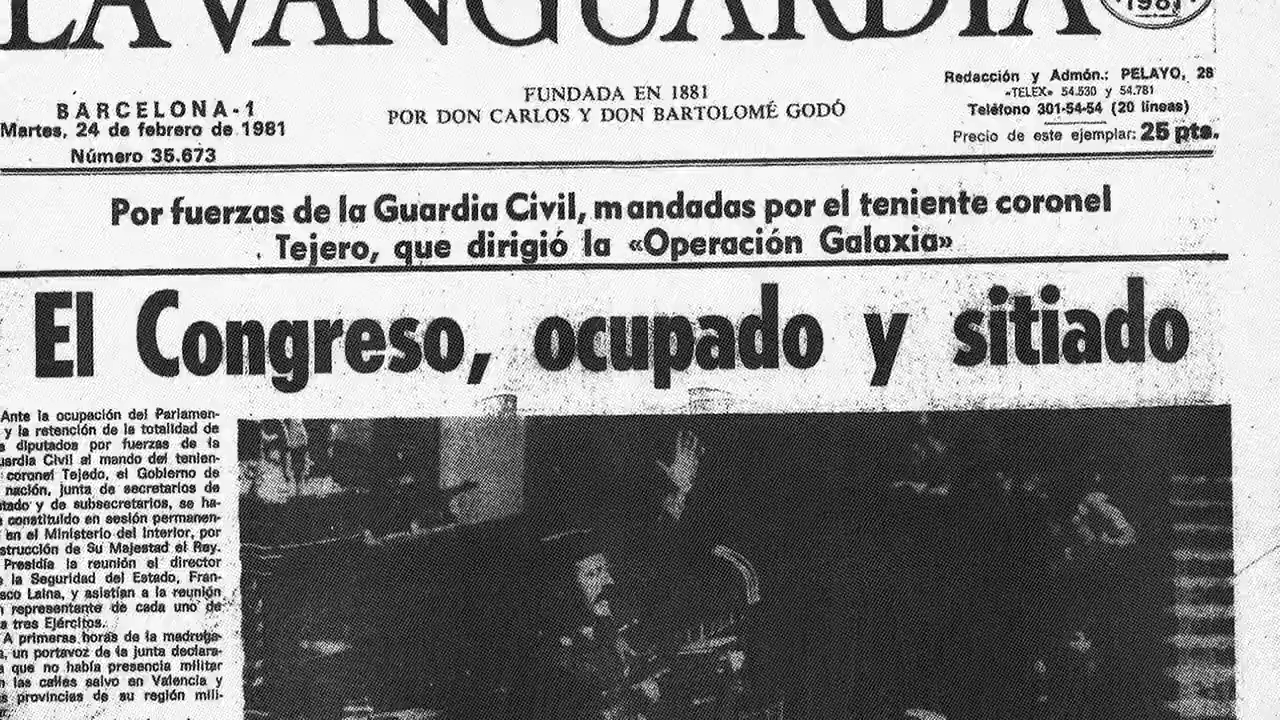 LA VANGUARDIA
1981
BARCELONA-1
Martes, 24 de febrero de 1981
Número 35.673
FUNDADA EN 1881
POR DON CARLOS Y DON BARTOLOMÉ GODÓ
Redacción y Admón.: PELAYO, 28
«TELEX» 54.530 y 54.781
Teléfono 301-54-54 (20 líneas)
Precio de este ejemplar: 25 pts.
Por fuerzas de la Guardia Civil, mandadas por el teniente coronel
Tejero, que dirigió la «Operación Galaxia»
El Congreso, ocupado y sitiado
Ante la ocupación del Parlamen-
y la retención de la totalidad de
diputados por fuerzas de la
uardia Civil al mando del tenien-
coronel Tejedo, el Gobierno de
nación, junta de secretarios de
tado y de subsecretarios, se ha-
constituido en sesión permanen-
en el Ministerio del Interior, por
strucción de Su Majestad el Rey.
Presidía la reunión el director
la Seguridad del Estado, Fran-
sco Laina, y asistían a la reunión
representante de cada uno de
s tres Ejércitos.
A primeras horas de la madruga-
, un portavoz de la junta declara-
que no había presencia militar
las calles salvo en Valencia y
s provincias de su región mili-